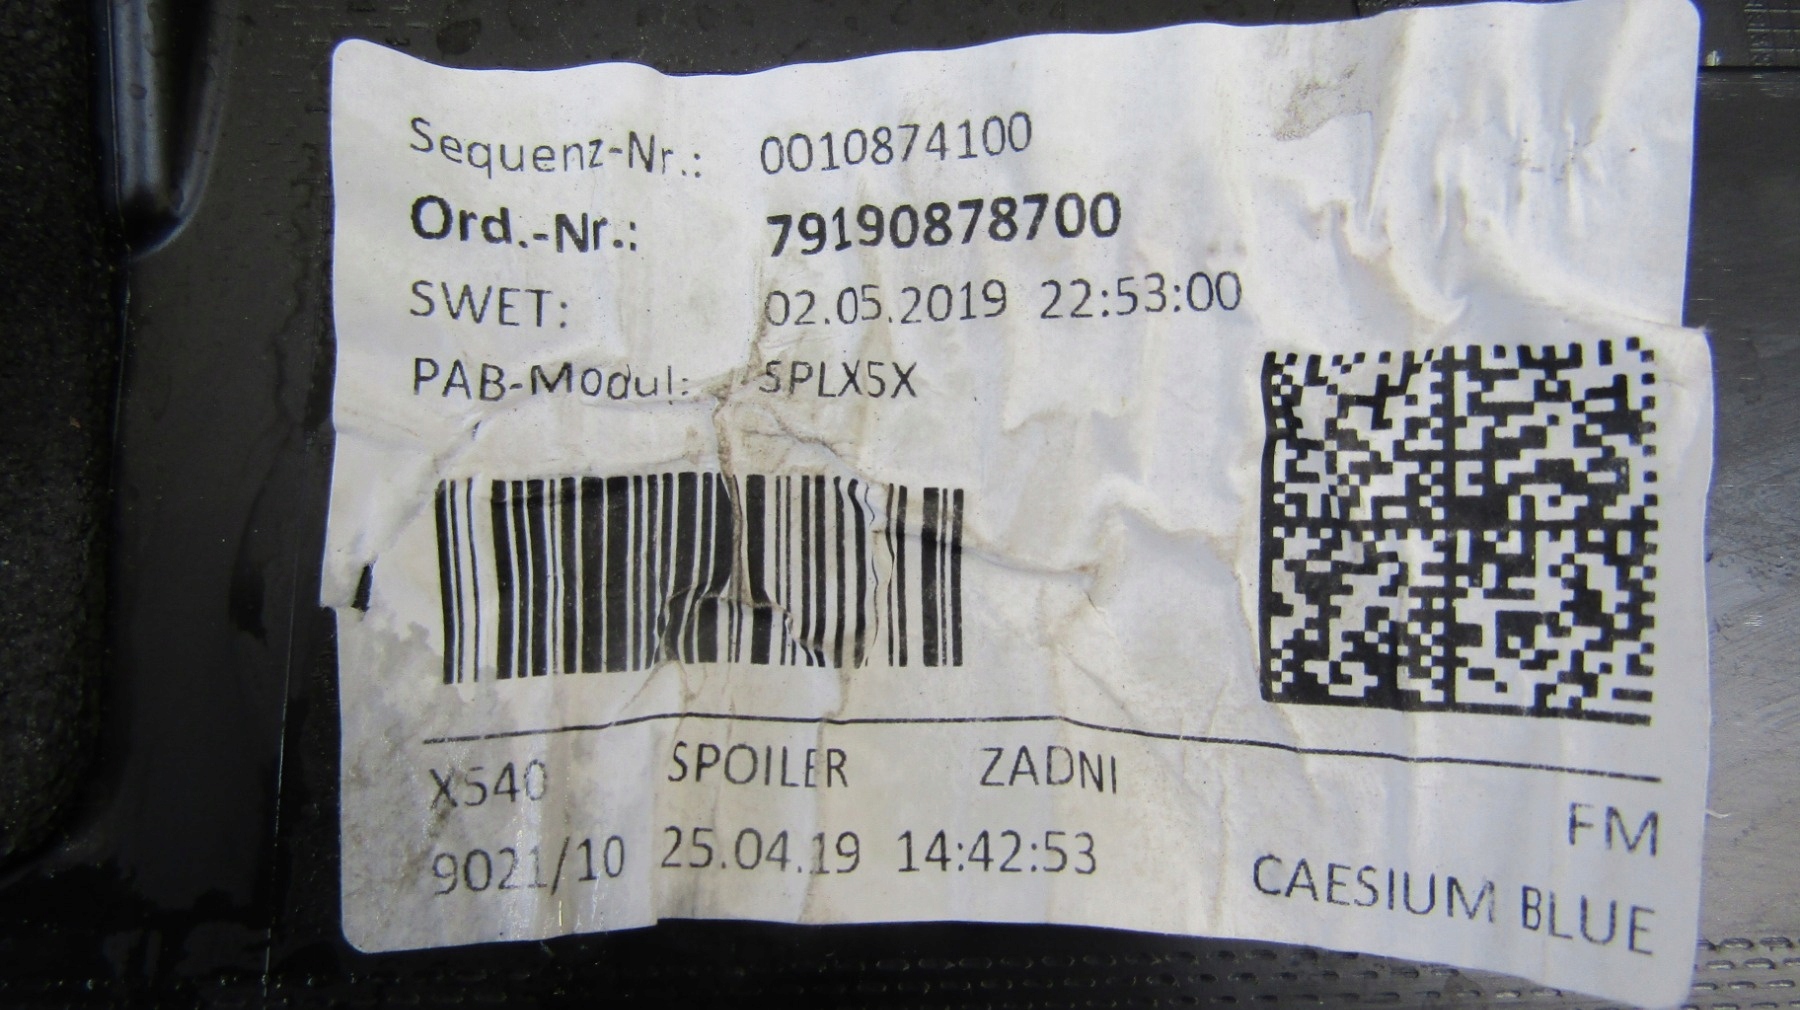 Sequenz-Nr.: 0010874100
Ord.-Nr.: 79190878700
SWET: 02.05.2019 22:53:00
PAB-Modul: SPLX5X
X540 SPOILER ZADNI
FM
9021/10 25.04.19 14:42:53
CAESIUM BLUE